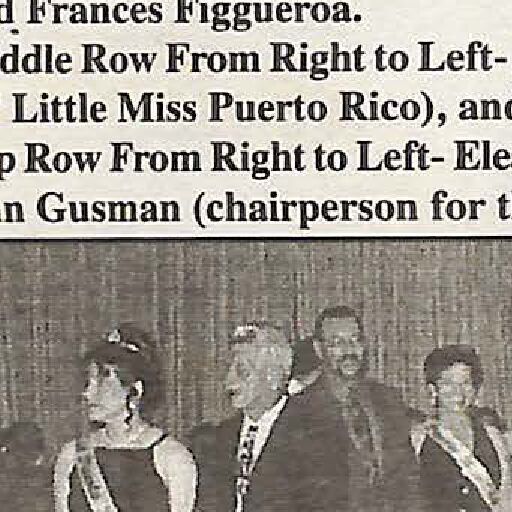 d Frances Figgueroa.
ddle Row From Right to Left-
Little Miss Puerto Rico), and
p Row From Right to Left- Ele
n Gusman (chairperson for t